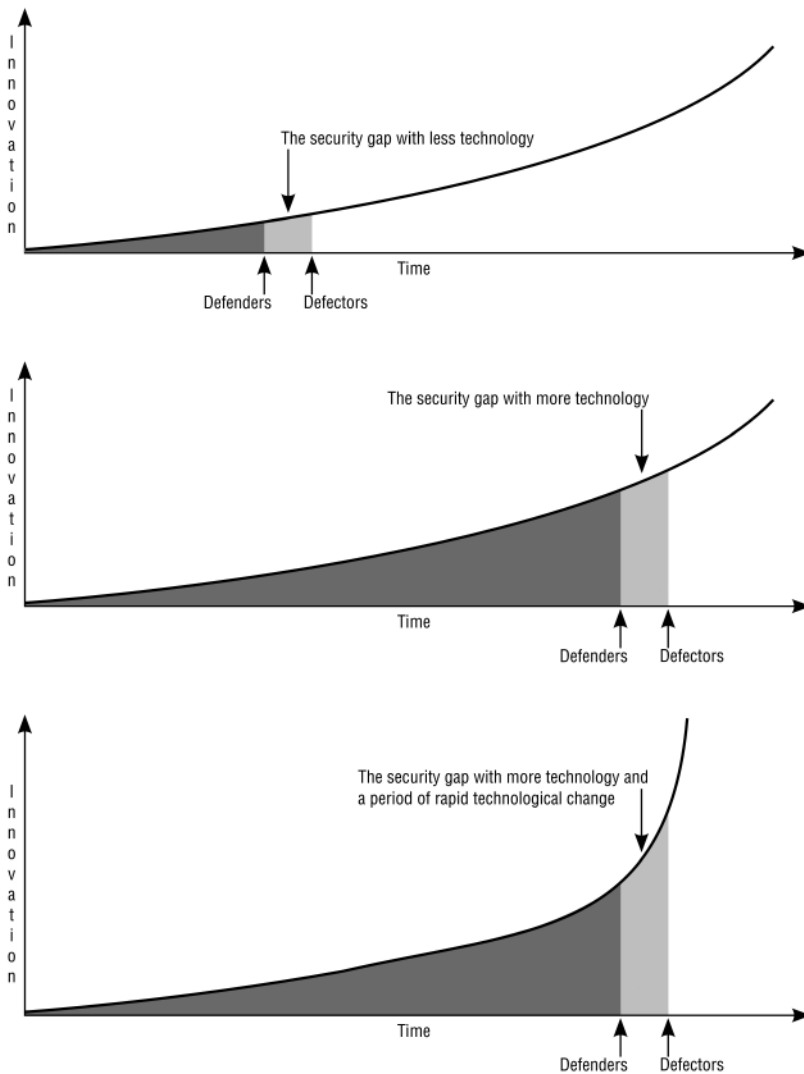 Innovation
The security gap with less technology
Time
Defenders
Defectors
Innovation
The security gap with more technology
Time
Defenders
Defectors
Innovation
The security gap with more technology and
a period of rapid technological change
Time
Defenders
Defectors